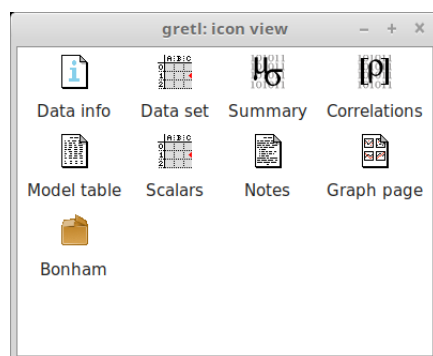 gretl: icon view
Data info Data set Summary Correlations
Model table Scalars Notes Graph page
Bonham